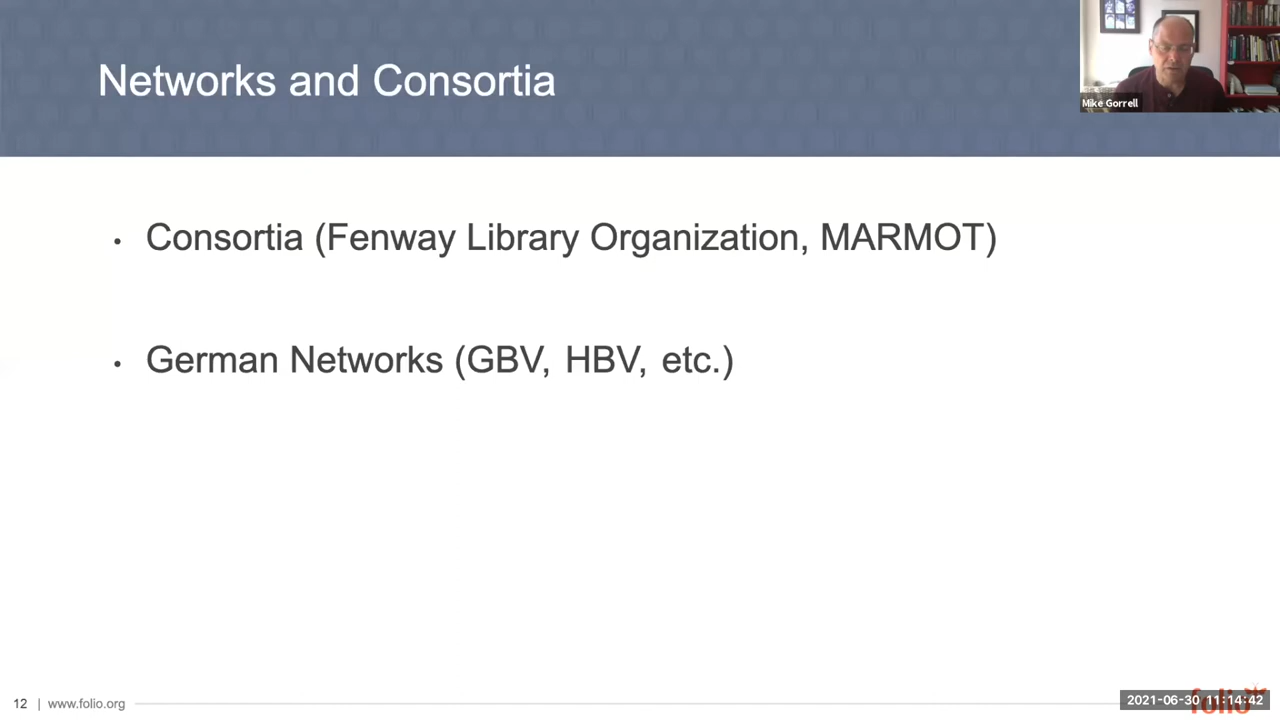 Networks and Consortia
Mike Gorrell
• Consortia (Fenway Library Organization, MARMOT)
• German Networks (GBV, HBV, etc.)
12 | www.folio.org
2021-06-30 11:14:42
folio